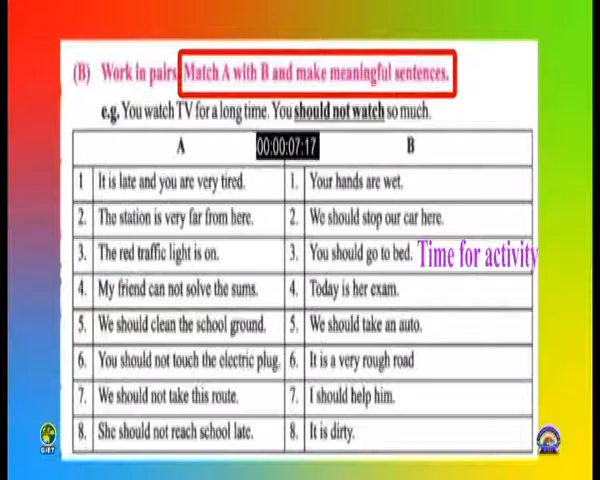 (B) Work in pairs Match A with B and make meaningful sentences.
e.g. You watch TV for a long time. You should not watch so much.
A 00:00:07:17 B
1 It is late and you are very tired. 1. Your hands are wet.
2. The station is very far from here. 2. We should stop our car here.
3. The red traffic light is on. 3. You should go to bed. Time for activity
4. My friend can not solve the sums. 4. Today is her exam.
5. We should clean the school ground. 5. We should take an auto.
6. You should not touch the electric plug. 6. It is a very rough road
7. We should not take this route. 7. I should help him.
8. She should not reach school late. 8. It is dirty.
GIET